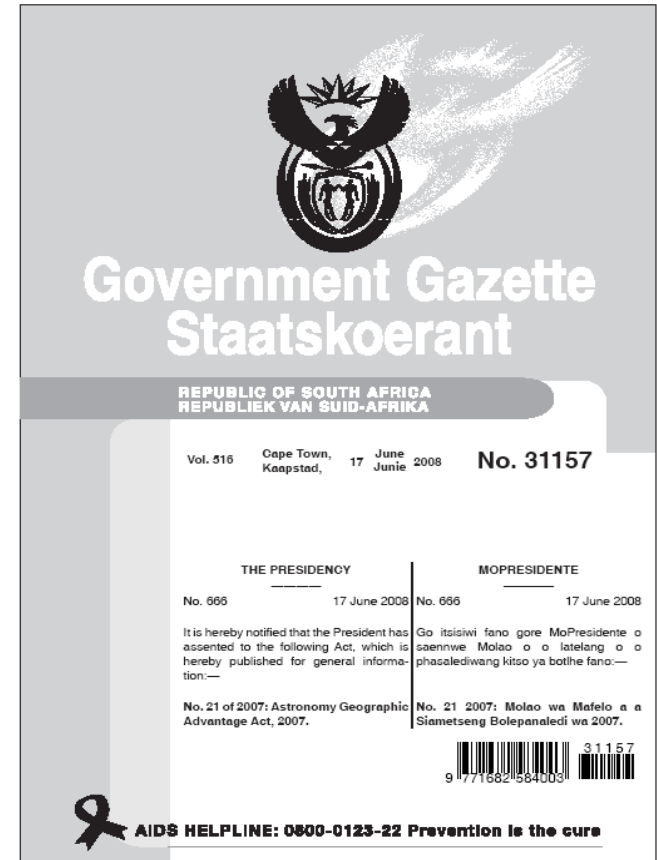 Government Gazette
Staatskoerant
REPUBLIC OF SOUTH AFRICA
REPUBLIEK VAN SUID-AFRIKA
Vol. 516
Cape Town,
Kaapstad,
17
June
Junie
2008
No. 31157
THE PRESIDENCY
No. 666 17 June 2008
It is hereby notified that the President has
assented to the following Act, which is
hereby published for general informa-
tion:—
No. 21 of 2007: Astronomy Geographic
Advantage Act, 2007.
MOPRESIDENTE
No. 666 17 June 2008
Go itsisiwi fano gore MoPresidente o
saennwe Molao o o latelang o o
phasalediwang kitso ya botlhe fano:—
No. 21 2007: Molao wa Mafelo a a
Siametseng Bolepanaledi wa 2007.
31157
9 771682 584003
AIDS HELPLINE: 0800-0123-22 Prevention is the cure